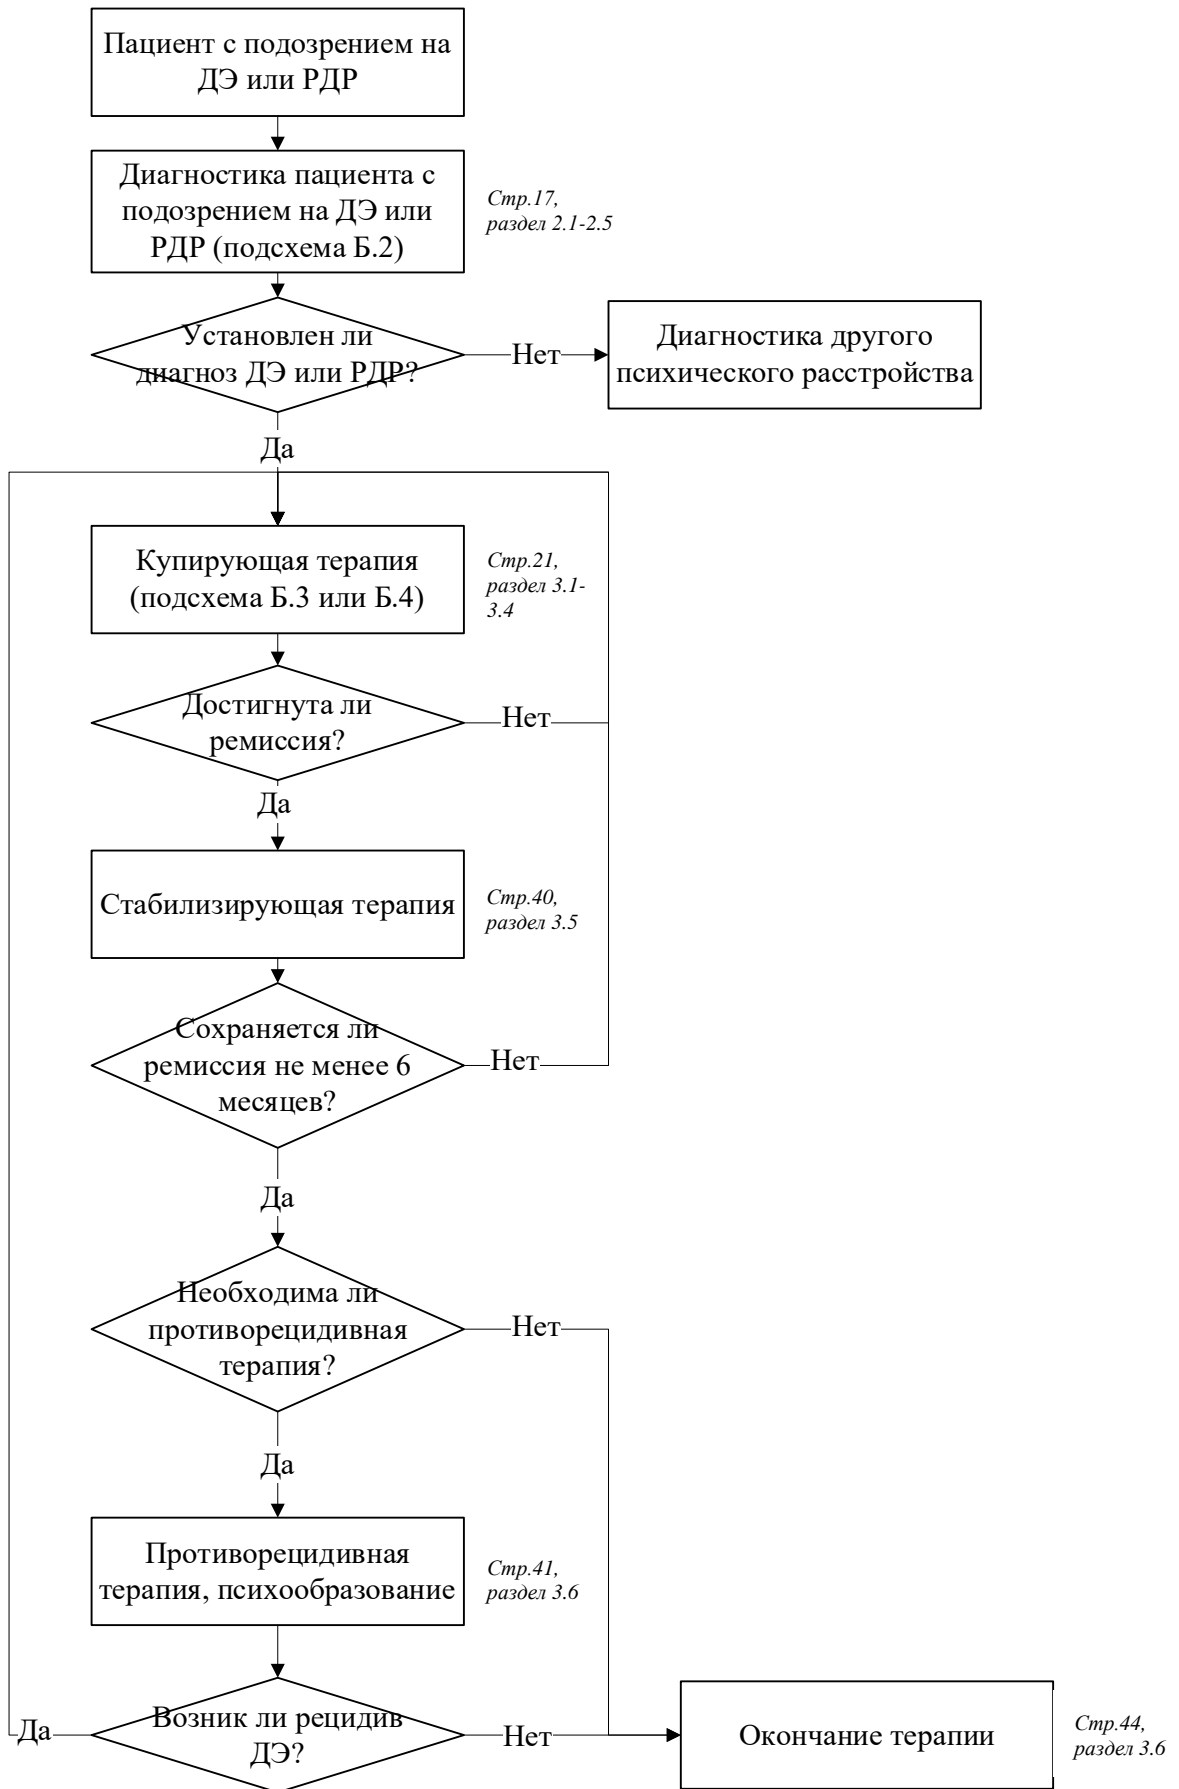 Пациент с подозрением на
ДЭ или РДР
Диагностика пациента с
подозрением на ДЭ или
РДР (подсхема Б.2)
Стр.17,
раздел 2.1-2.5
Установлен ли
диагноз ДЭ или РДР?
Нет
Диагностика другого
психического расстройства
Да
Купирующая терапия
(подсхема Б.3 или Б.4)
Стр.21,
раздел 3.1-
3.4
Достигнута ли
ремиссия?
Нет
Да
Стабилизирующая терапия
Стр.40,
раздел 3.5
Сохраняется ли
ремиссия не менее 6
месяцев?
Нет
Да
Необходима ли
противорецидивная
терапия?
Нет
Да
Противорецидивная
терапия, психообразование
Стр.41,
раздел 3.6
Да
Возник ли рецидив
ДЭ?
Нет
Окончание терапии
Стр.44,
раздел 3.6